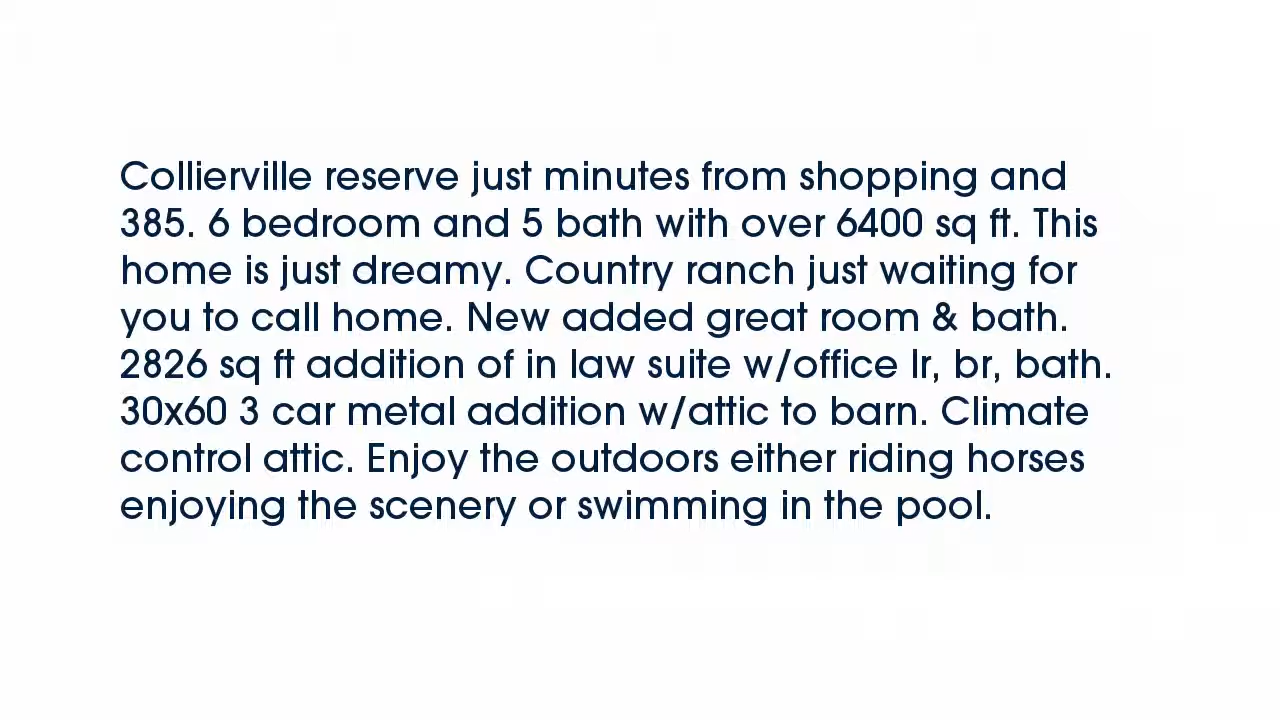 Collierville reserve just minutes from shopping and
385. 6 bedroom and 5 bath with over 6400 sq ft. This
home is just dreamy. Country ranch just waiting for
you to call home. New added great room & bath.
2826 sq ft addition of in law suite w/office lr, br, bath.
30x60 3 car metal addition w/attic to barn. Climate
control attic. Enjoy the outdoors either riding horses
enjoying the scenery or swimming in the pool.